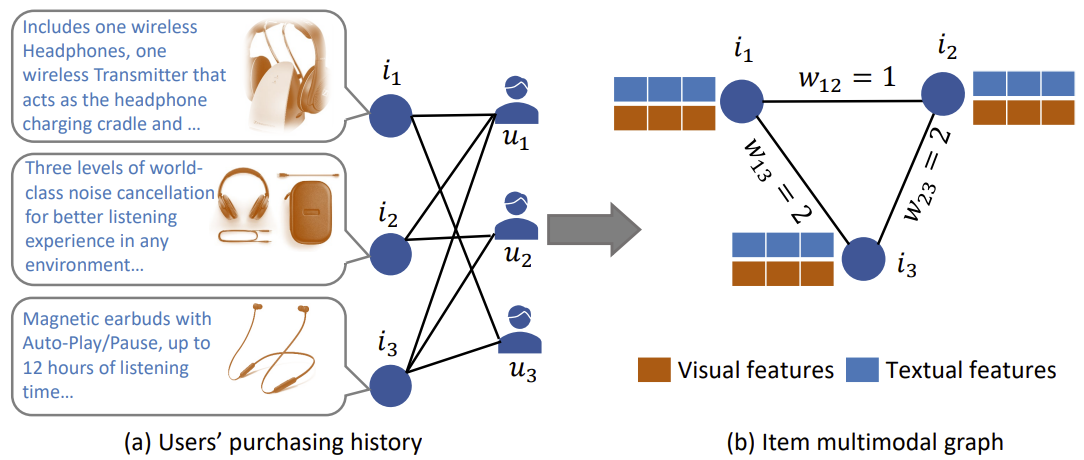 Includes one wireless
Headphones, one
wireless Transmitter that
acts as the headphone
charging cradle and …
Three levels of world-
class noise cancellation
for better listening
experience in any
environment…
Magnetic earbuds with
Auto-Play/Pause, up to
12 hours of listening
time…
i₁
i₂
i₃
u₁
u₂
u₃
(a) Users’ purchasing history
i₁
i₂
w₁₂ = 1
w₁₃ = 2
w₂₃ = 2
i₃
Visual features
Textual features
(b) Item multimodal graph